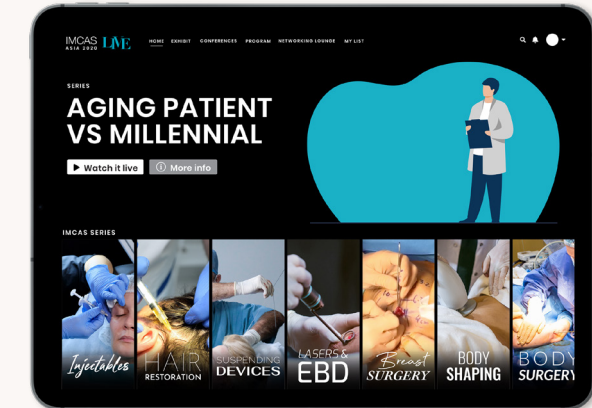 IMCAS LIVE
ASIA 2020
HOME EXHIBIT CONFERENCES PROGRAM NETWORKING LOUNGE MY LIST
SERIES
AGING PATIENT
VS MILLENNIAL
Watch it live
More info
IMCAS SERIES
Injectables
HAIR
RESTORATION
SUSPENDING
DEVICES
LASERS &
EBD
Breast
SURGERY
BODY
SHAPING
BODY
SURGERY